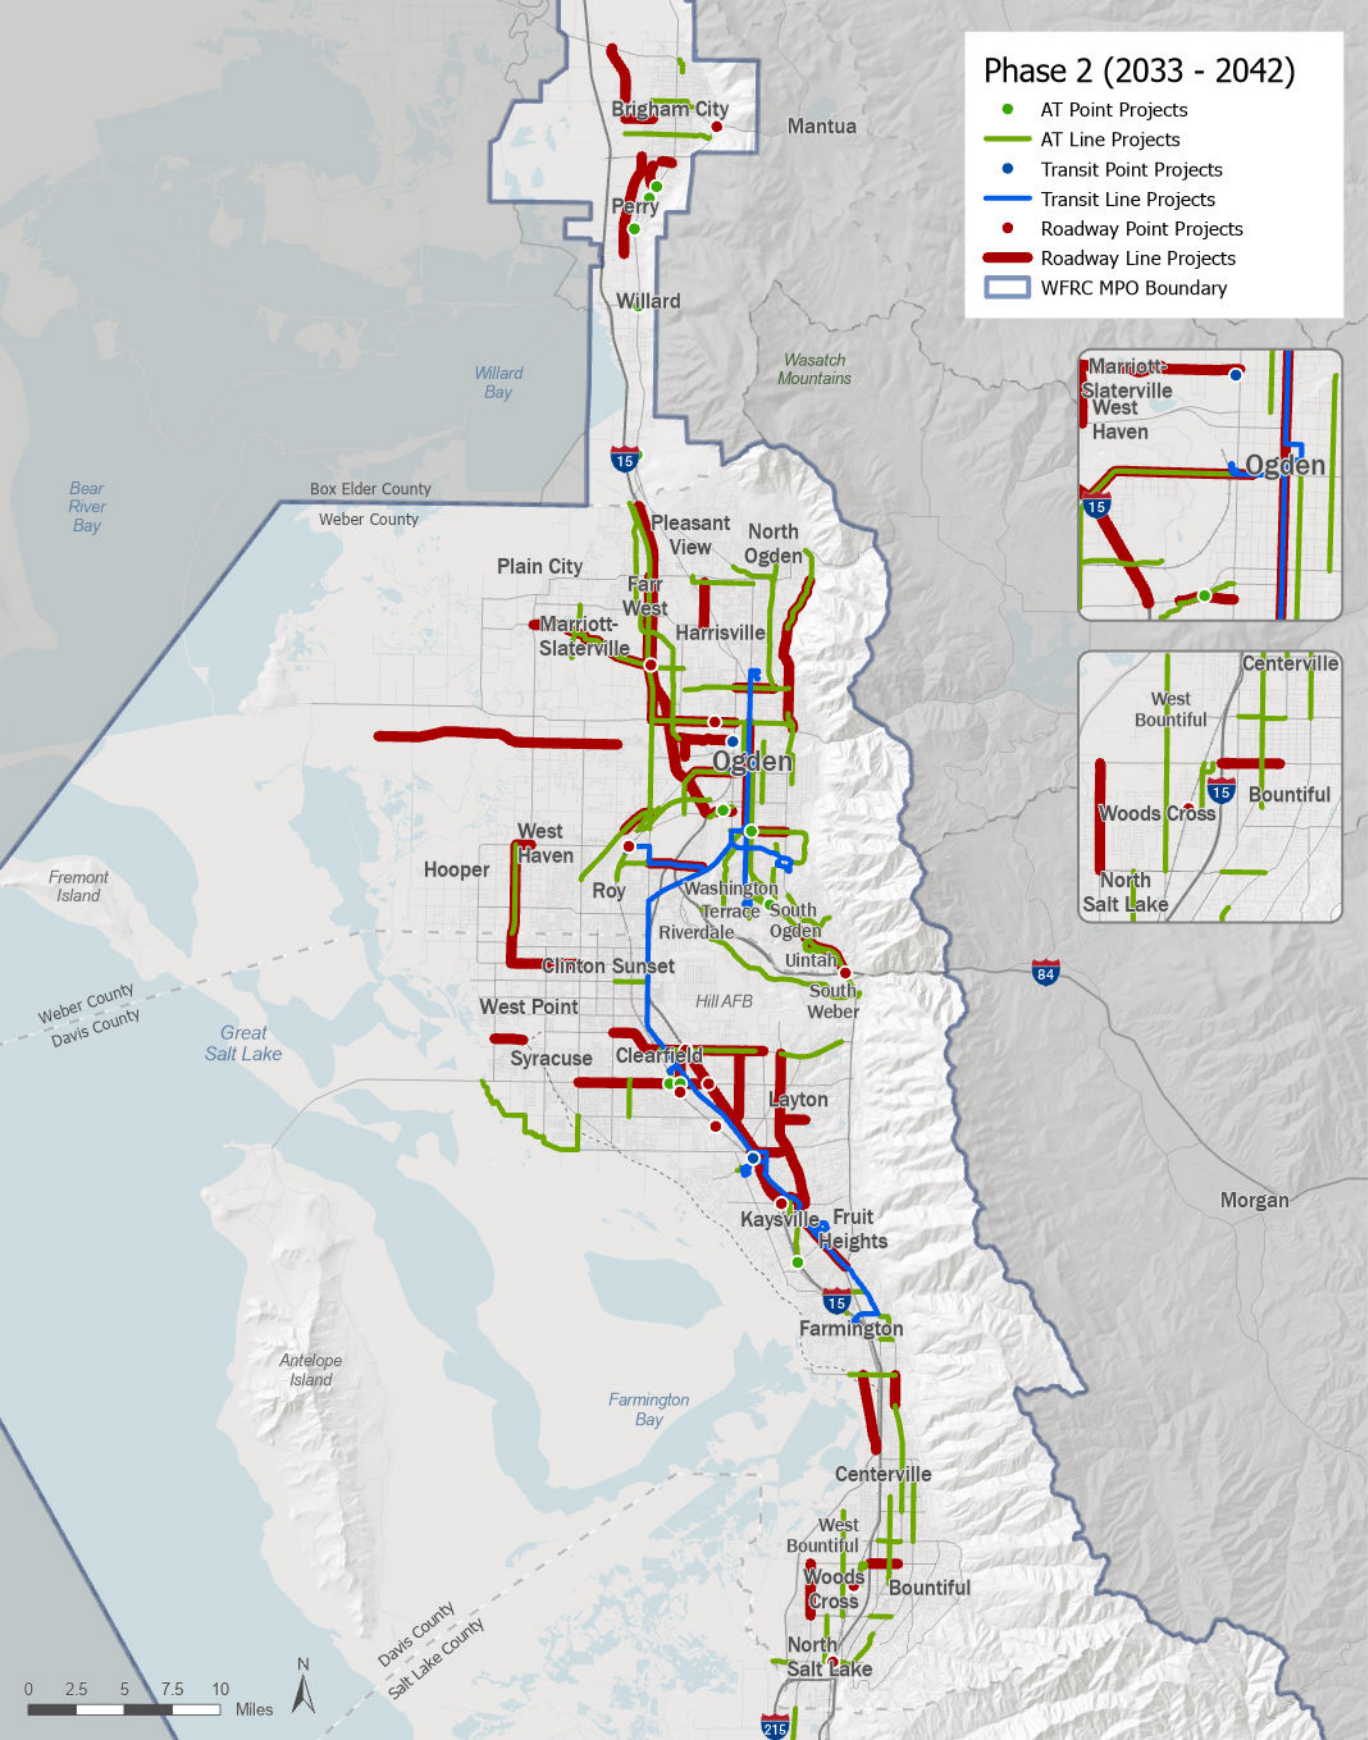 Phase 2 (2033 - 2042)
AT Point Projects
AT Line Projects
Transit Point Projects
Transit Line Projects
Roadway Point Projects
Roadway Line Projects
WFRC MPO Boundary
Brigham City
Mantua
Perry
Willard
Wasatch
Mountains
Willard
Bay
15
Bear
River
Bay
Box Elder County
Weber County
Pleasant
View
North
Ogden
Plain City
Farr
West
Marriott-
Slaterville
Harrisville
Ogden
West
Haven
Hooper
Roy
Fremont
Island
Washington
Terrace
South
Ogden
Riverdale
Uintah
South
Weber
Clinton
Sunset
Hill AFB
West Point
Weber County
Davis County
Great
Salt Lake
Syracuse
Clearfield
Layton
84
Morgan
Kaysville
Fruit
Heights
15
Farmington
Antelope
Island
Farmington
Bay
Centerville
West
Bountiful
Woods
Cross
Bountiful
North
Salt Lake
Davis County
Salt Lake County
215
N
0 2.5 5 7.5 10
Miles
Marriott-
Slaterville
West
Haven
Ogden
15
Centerville
West
Bountiful
15
Bountiful
Woods Cross
North
Salt Lake